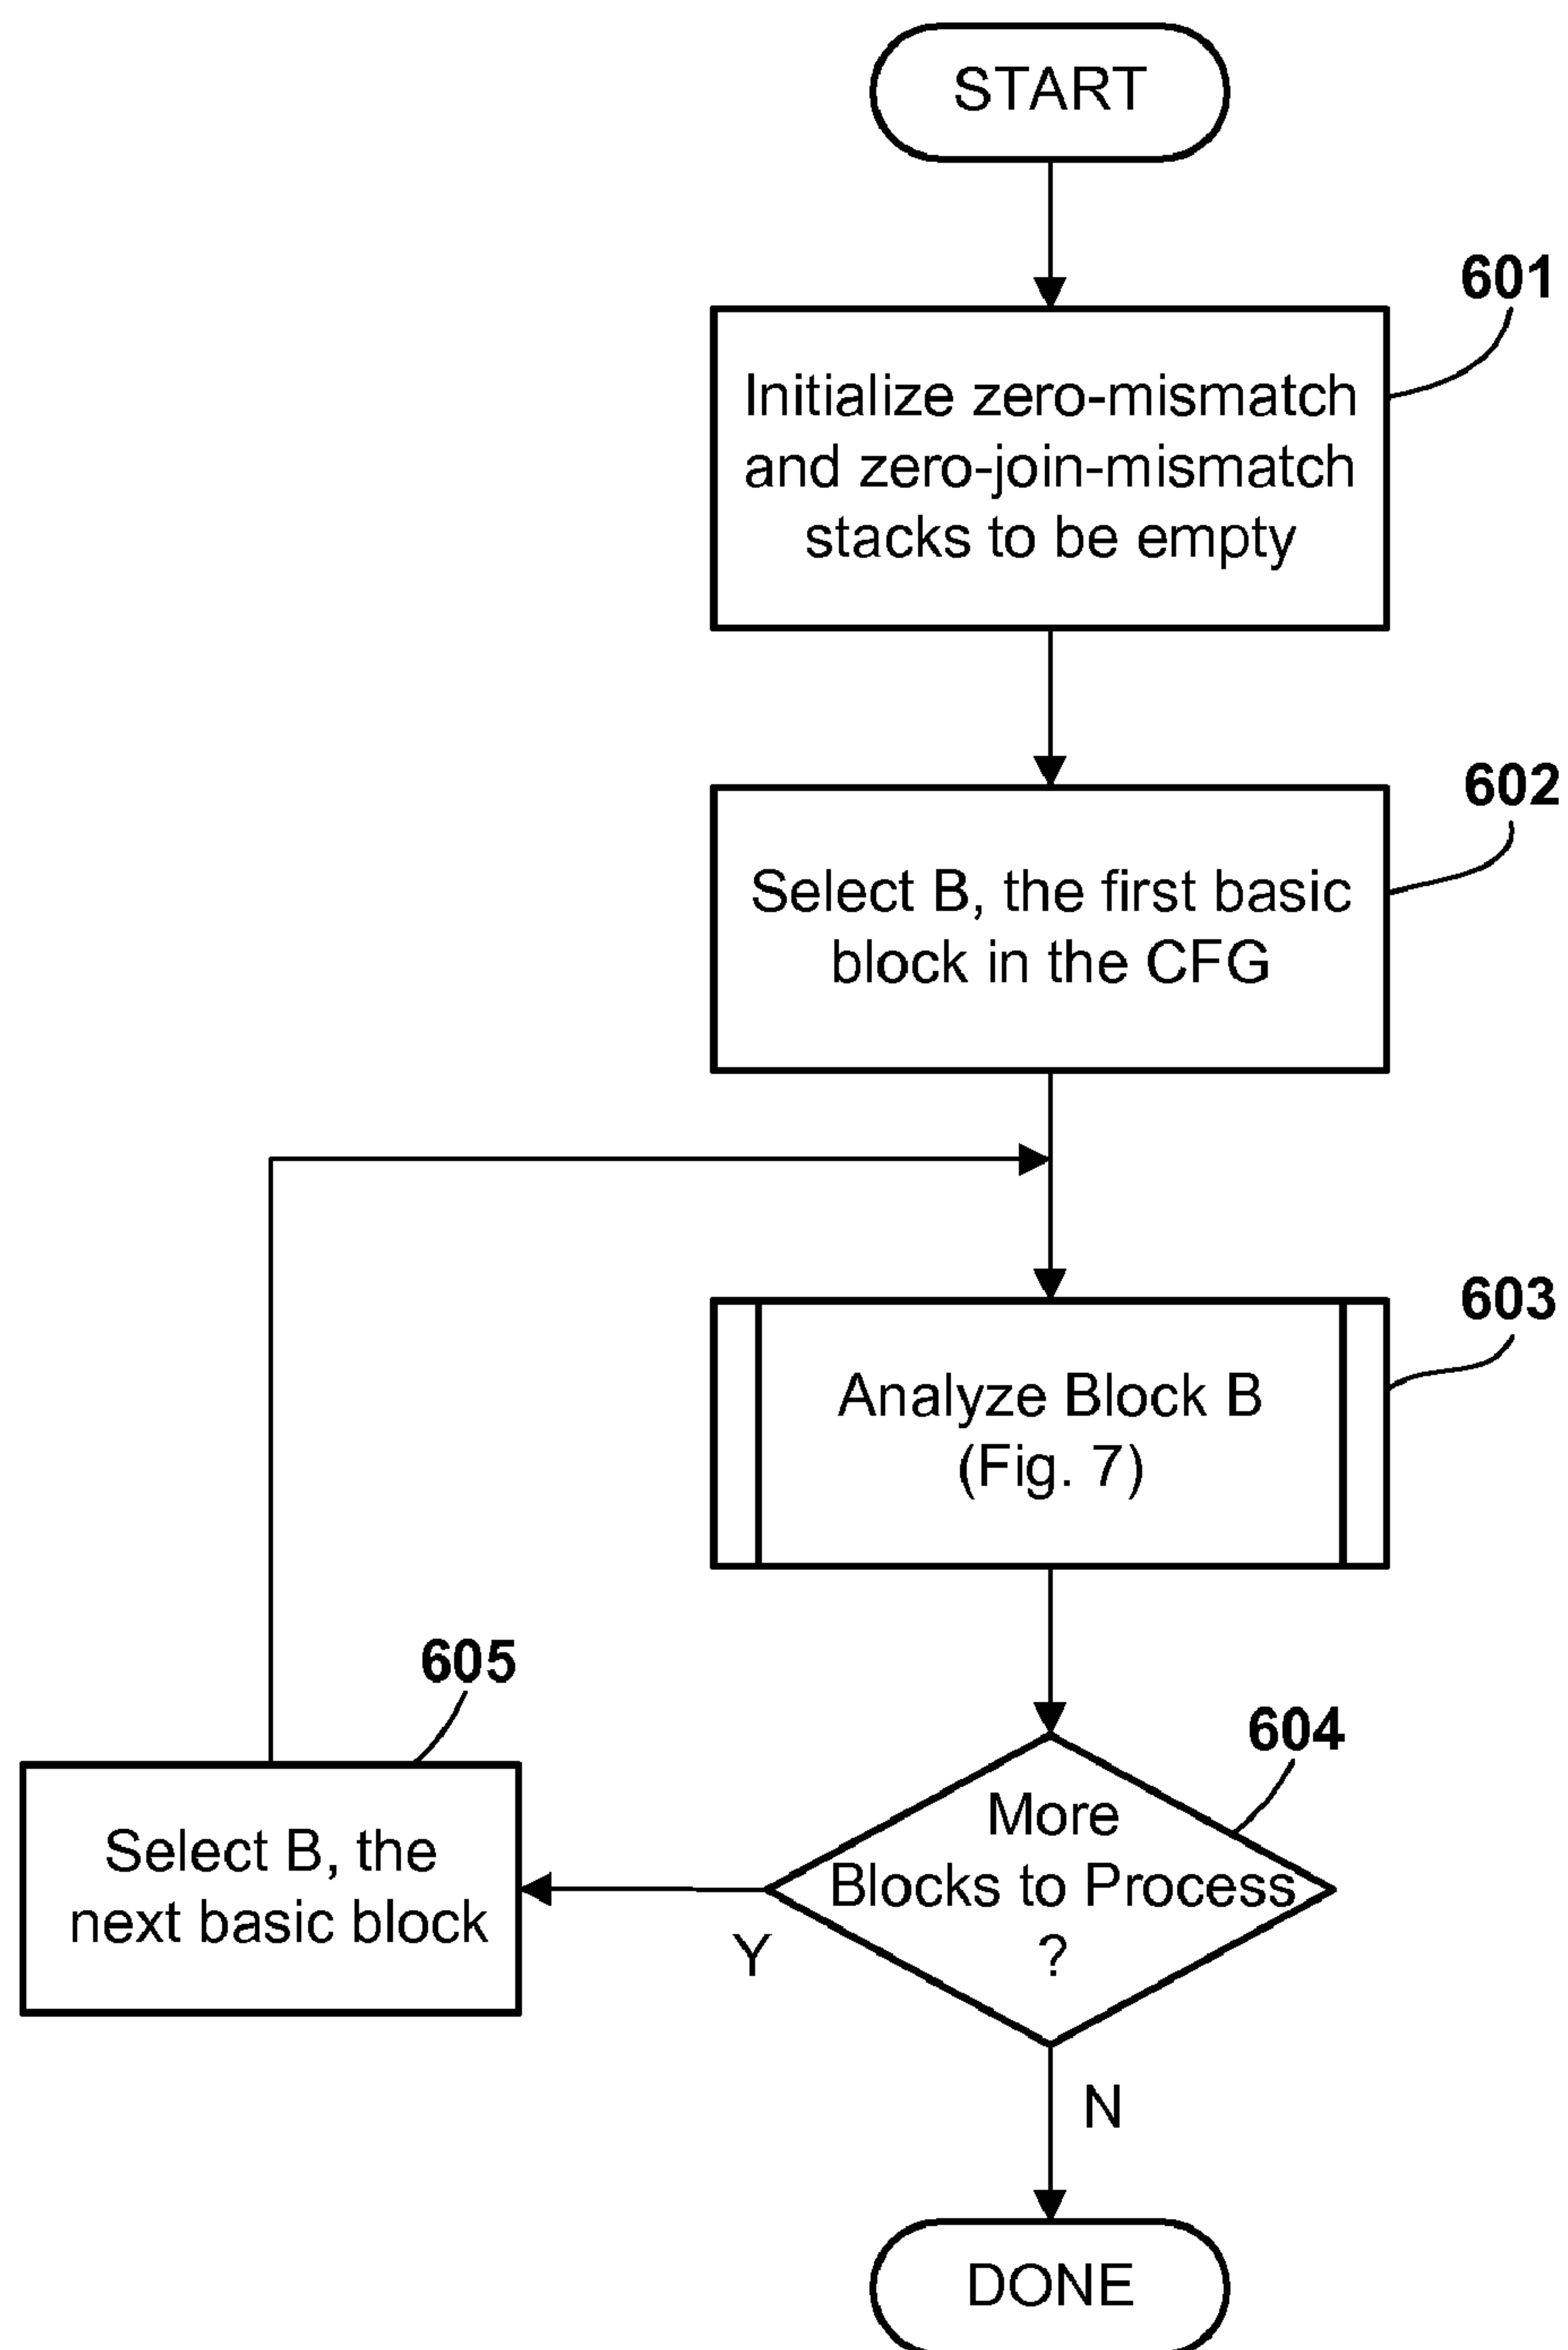 START
601
Initialize zero-mismatch
and zero-join-mismatch
stacks to be empty
602
Select B, the first basic
block in the CFG
603
Analyze Block B
(Fig. 7)
605
Select B, the
next basic block
604
More
Blocks to Process
?
Y
N
DONE